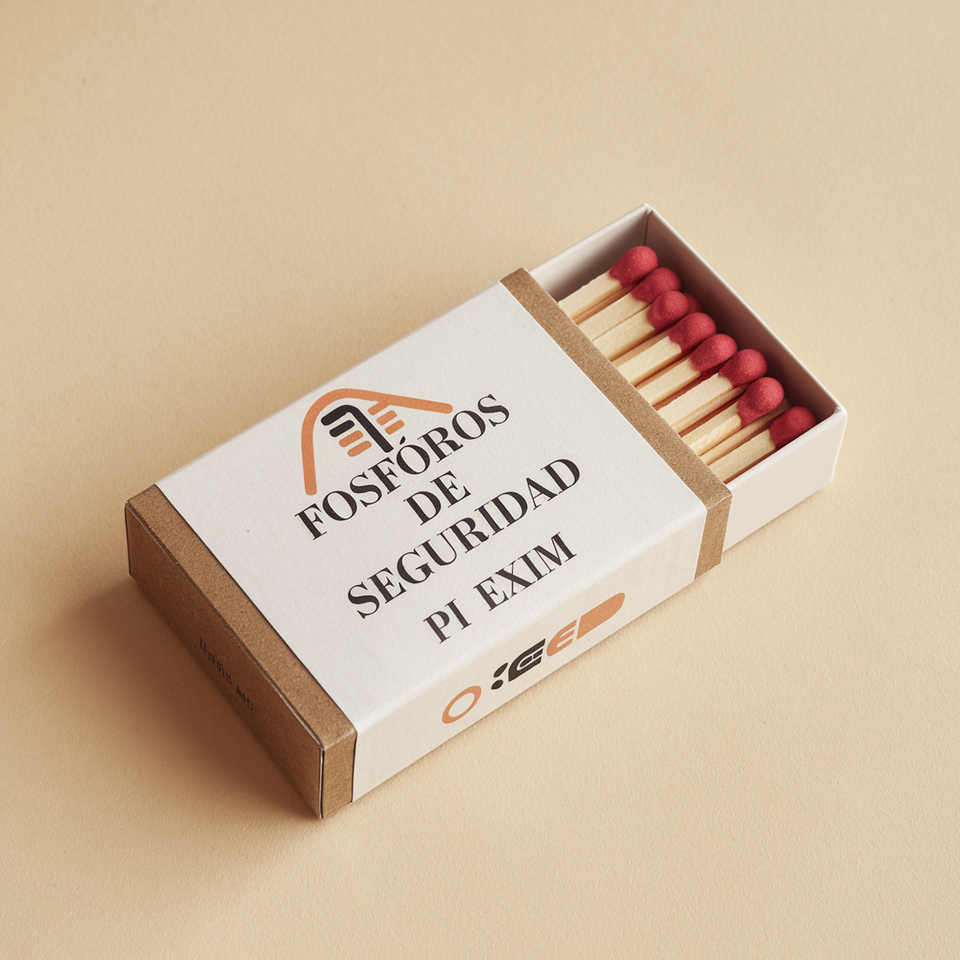 FOSFÓROS
DE
SEGURIDAD
PI EXIM